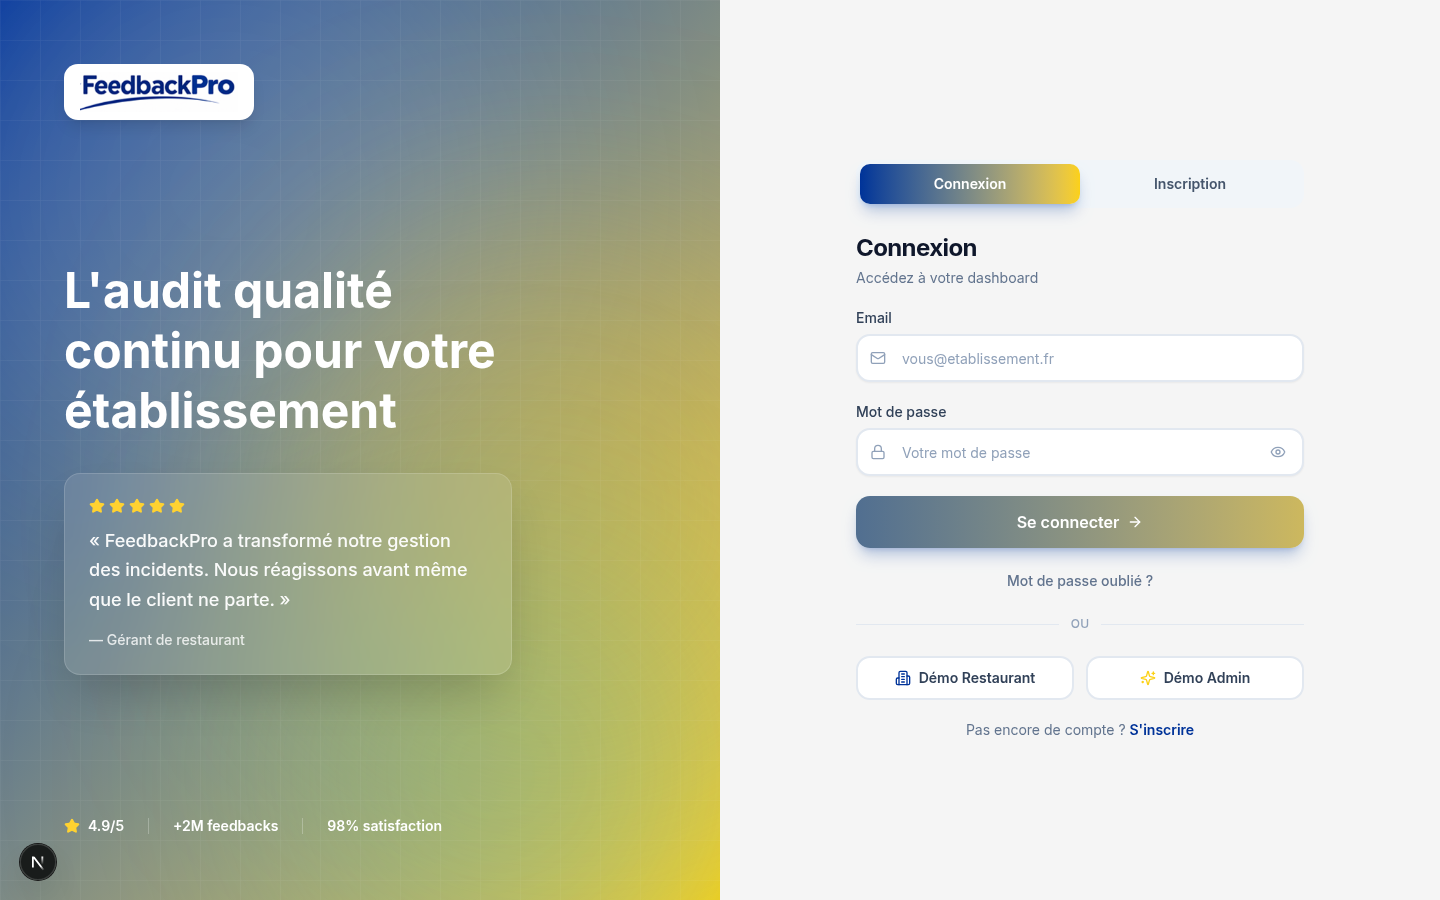 FeedbackPro
L'audit qualité
continu pour votre
établissement
« FeedbackPro a transformé notre gestion
des incidents. Nous réagissons avant même
que le client ne parte. »
— Gérant de restaurant
4.9/5
+2M feedbacks
98% satisfaction
N
Connexion
Inscription
Connexion
Accédez à votre dashboard
Email
vous@etablissement.fr
Mot de passe
Votre mot de passe
Se connecter
Mot de passe oublié ?
OU
Démo Restaurant
Démo Admin
Pas encore de compte ? S'inscrire